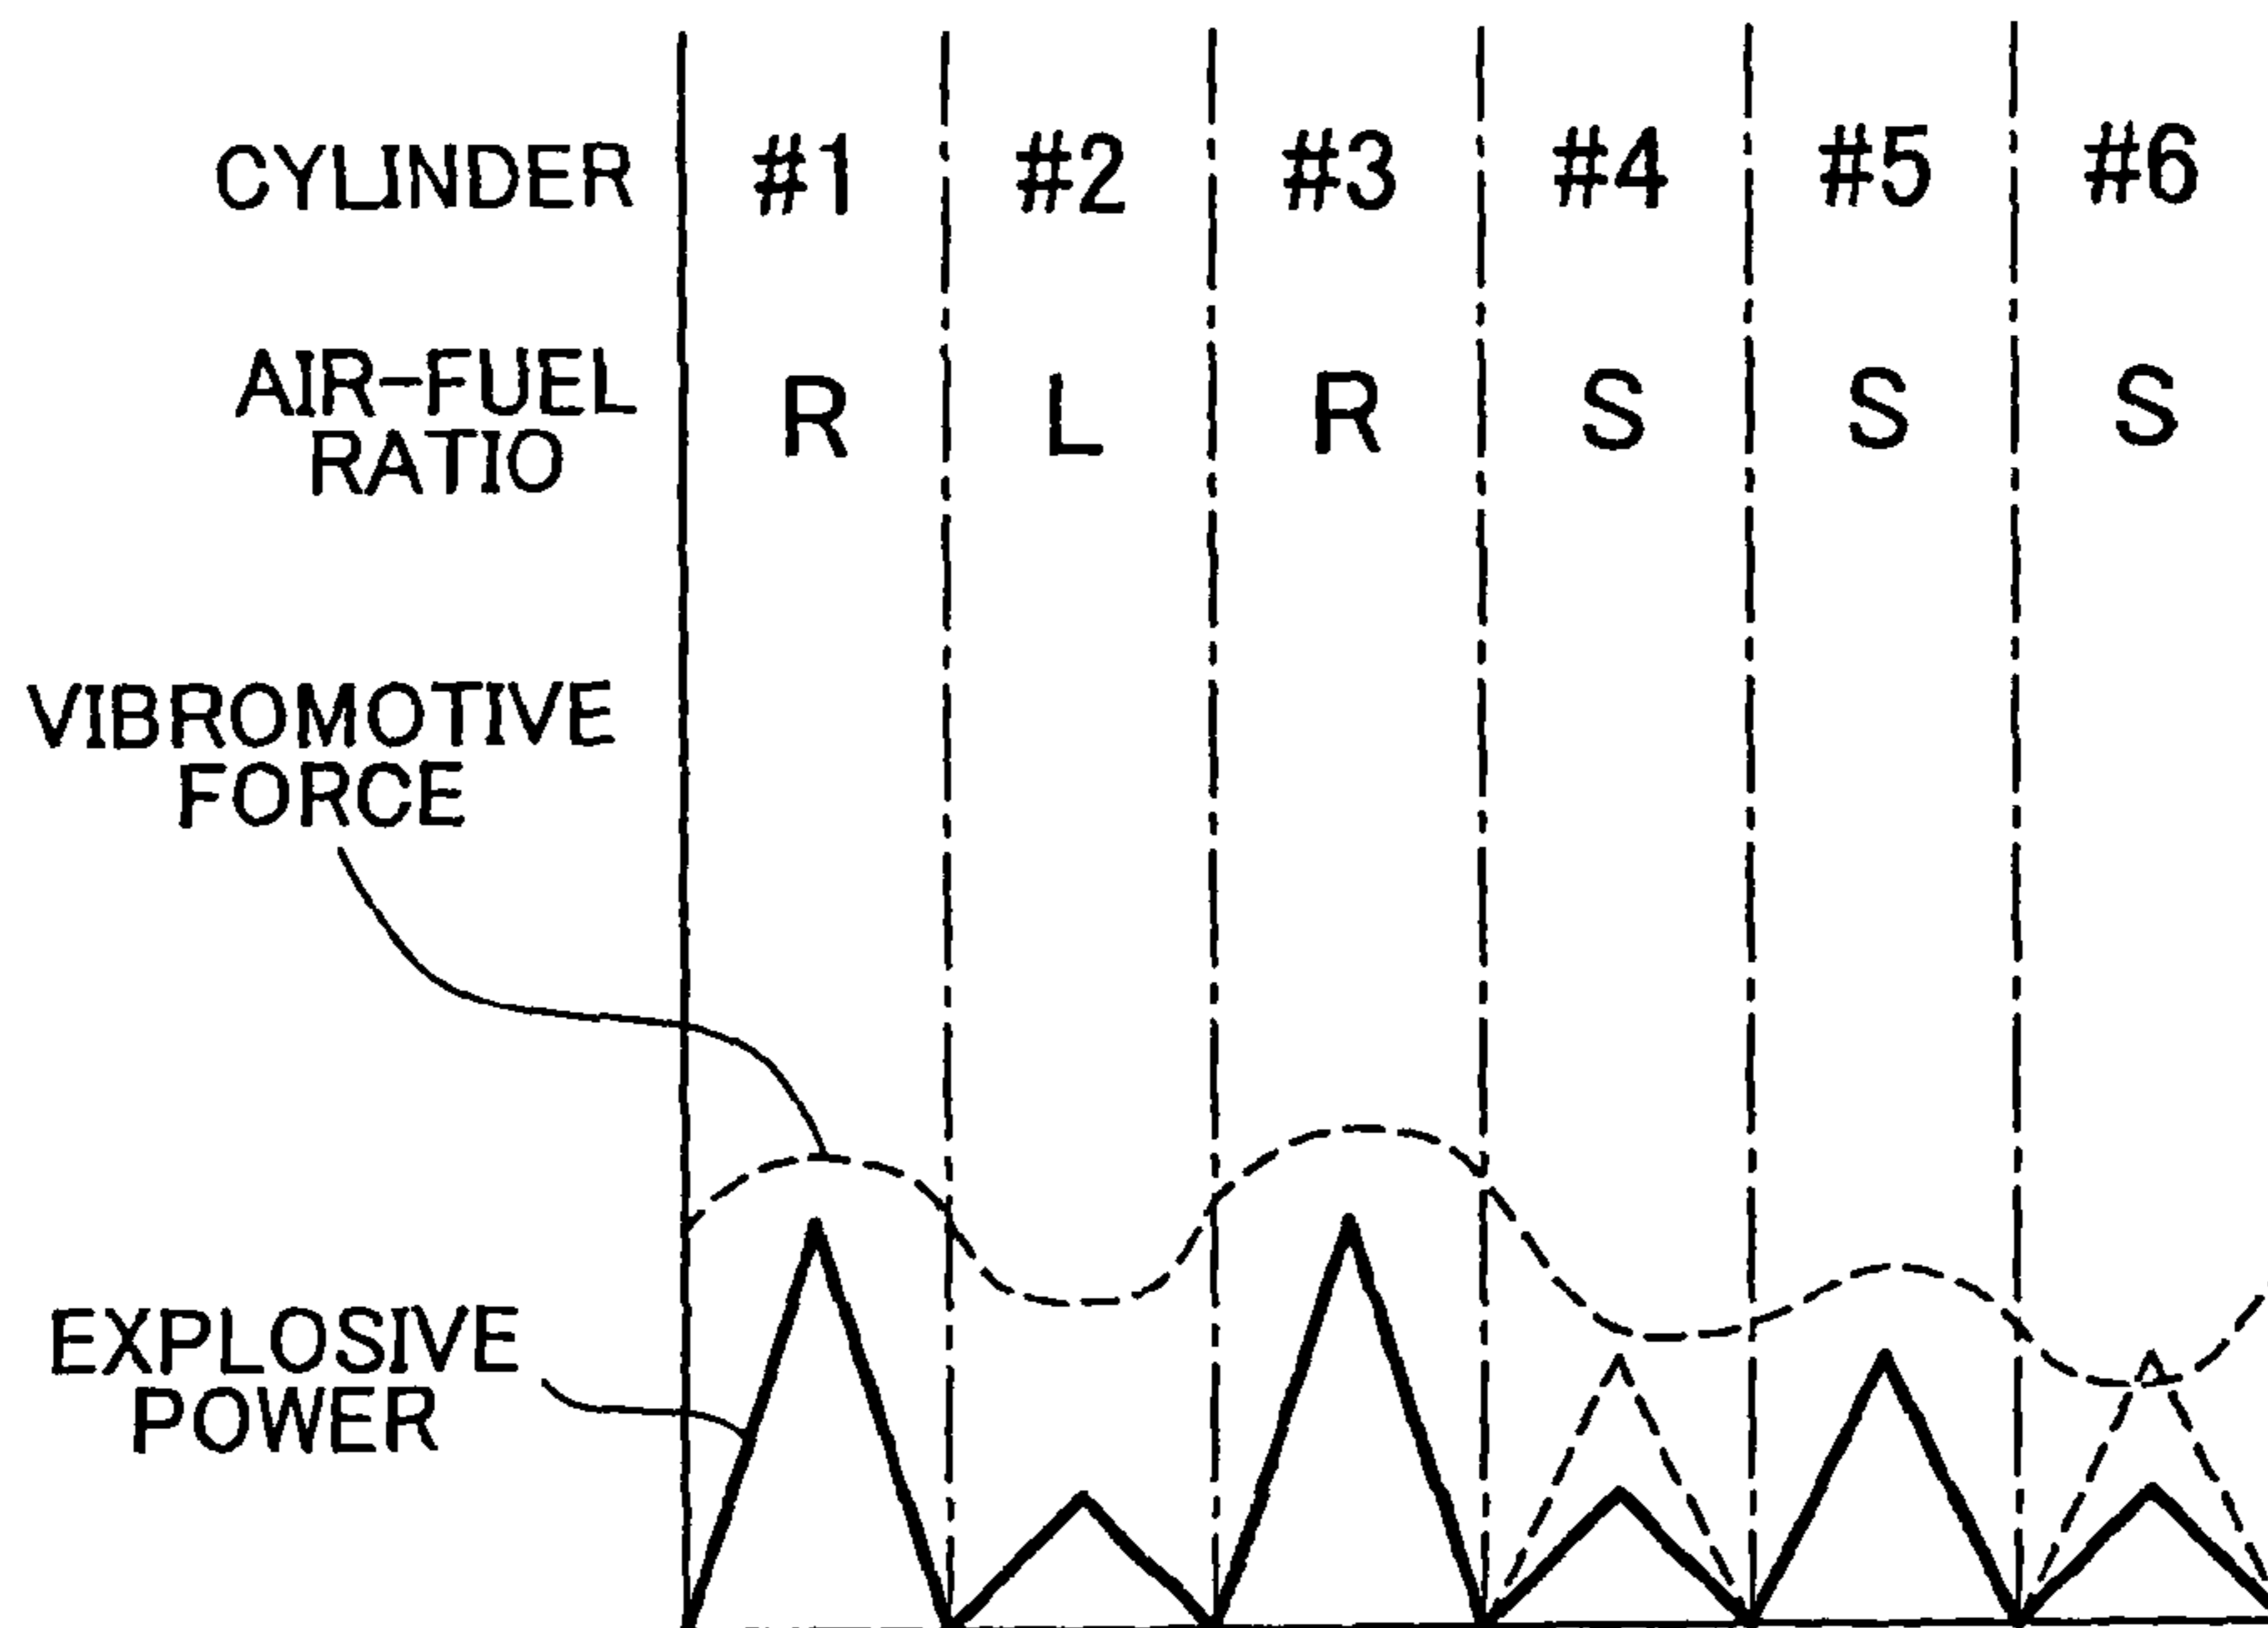 CYLINDER #1 #2 #3 #4 #5 #6
AIR-FUEL
RATIO
R L R S S S
VIBROMOTIVE
FORCE
EXPLOSIVE
POWER